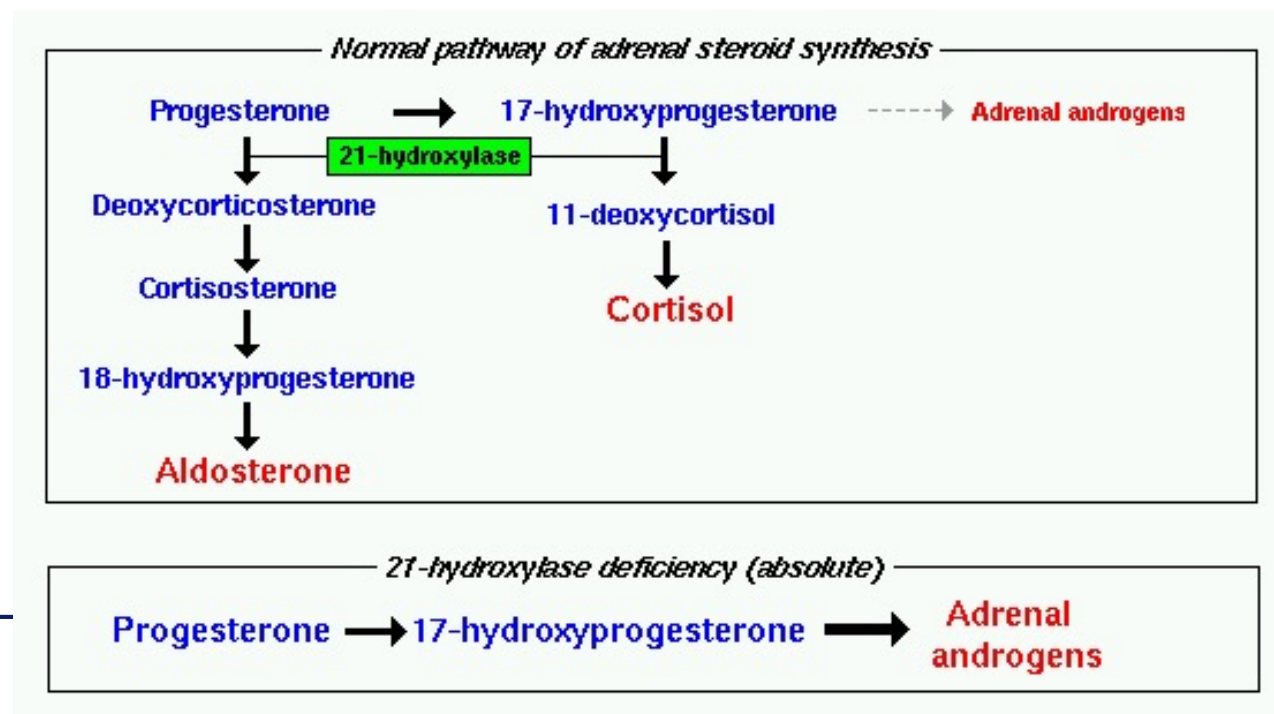 Normal pathway of adrenal steroid synthesis
Progesterone 17-hydroxyprogesterone Adrenal androgens
21-hydroxylase
Deoxycorticosterone 11-deoxycortisol
Cortisosterone Cortisol
18-hydroxyprogesterone
Aldosterone
21-hydroxylase deficiency (absolute)
Progesterone 17-hydroxyprogesterone Adrenal
androgens